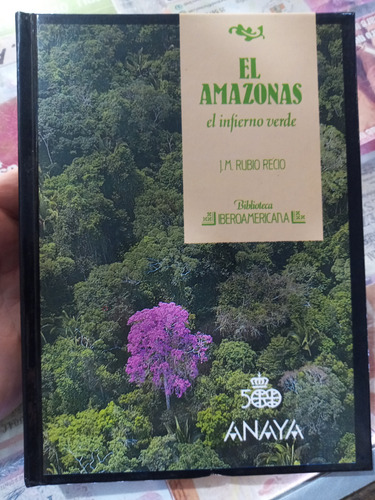 EL
AMAZONAS
el infierno verde
J.M. RUBIO RECIO
Biblioteca
IBEROAMERICANA
500
ANAYA